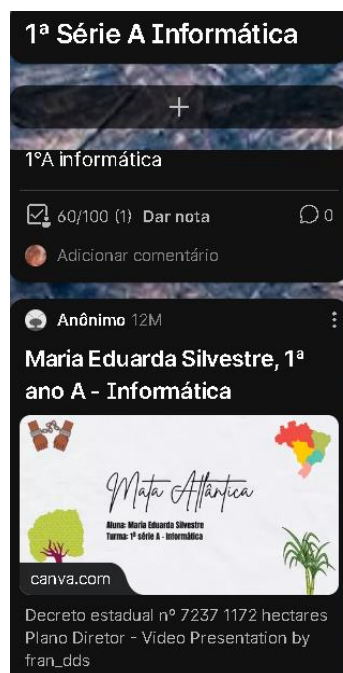 1ª Série A Informática
+
1°A informática
60/100 (1) Dar nota
0
Adicionar comentário
Anônimo 12M
Maria Eduarda Silvestre, 1ª
ano A - Informática
Mata Atlântica
Aluna: Maria Eduarda Silvestre
Turma: 1ª série A - Informática
canva.com
Decreto estadual nº 7237 1172 hectares
Plano Diretor - Video Presentation by
fran_dds